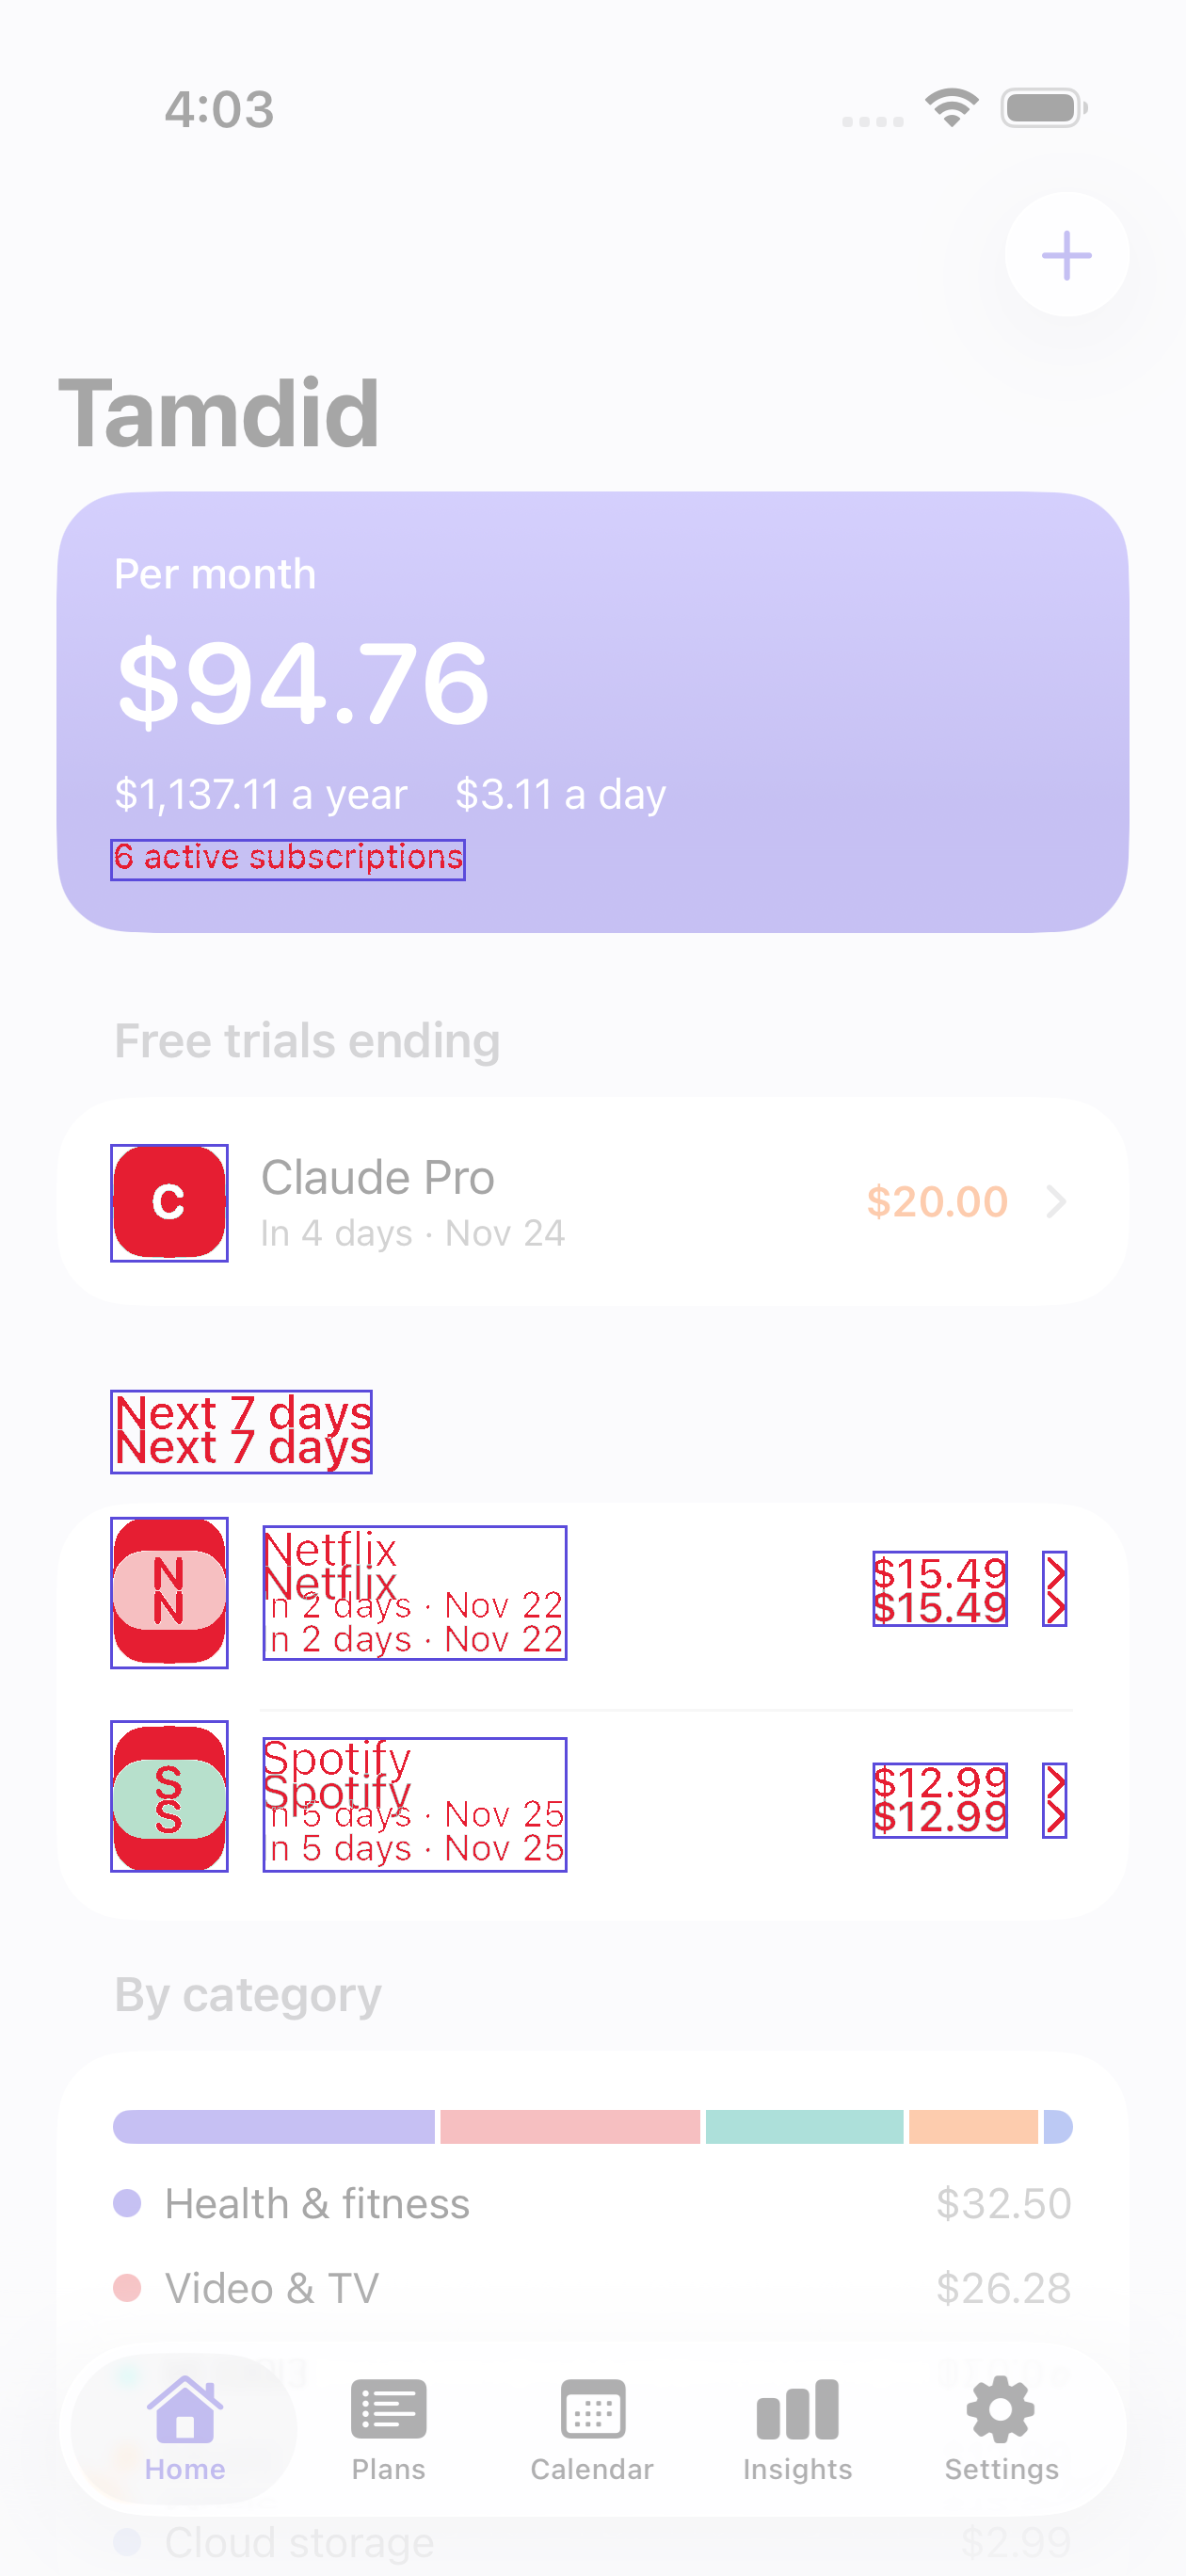 4:03
Tamdid
Per month
$94.76
$1,137.11 a year $3.11 a day
6 active subscriptions
Free trials ending
C
Claude Pro
In 4 days · Nov 24
$20.00
Next 7 days
Next 7 days
N
N
Netflix
Netflix
n 2 days · Nov 22
n 2 days · Nov 22
$15.49
$15.49
S
S
Spotify
Spotify
n 5 days · Nov 25
n 5 days · Nov 25
$12.99
$12.99
By category
Health & fitness $32.50
Video & TV $26.28
Home Plans Calendar Insights Settings
Cloud storage $2.99